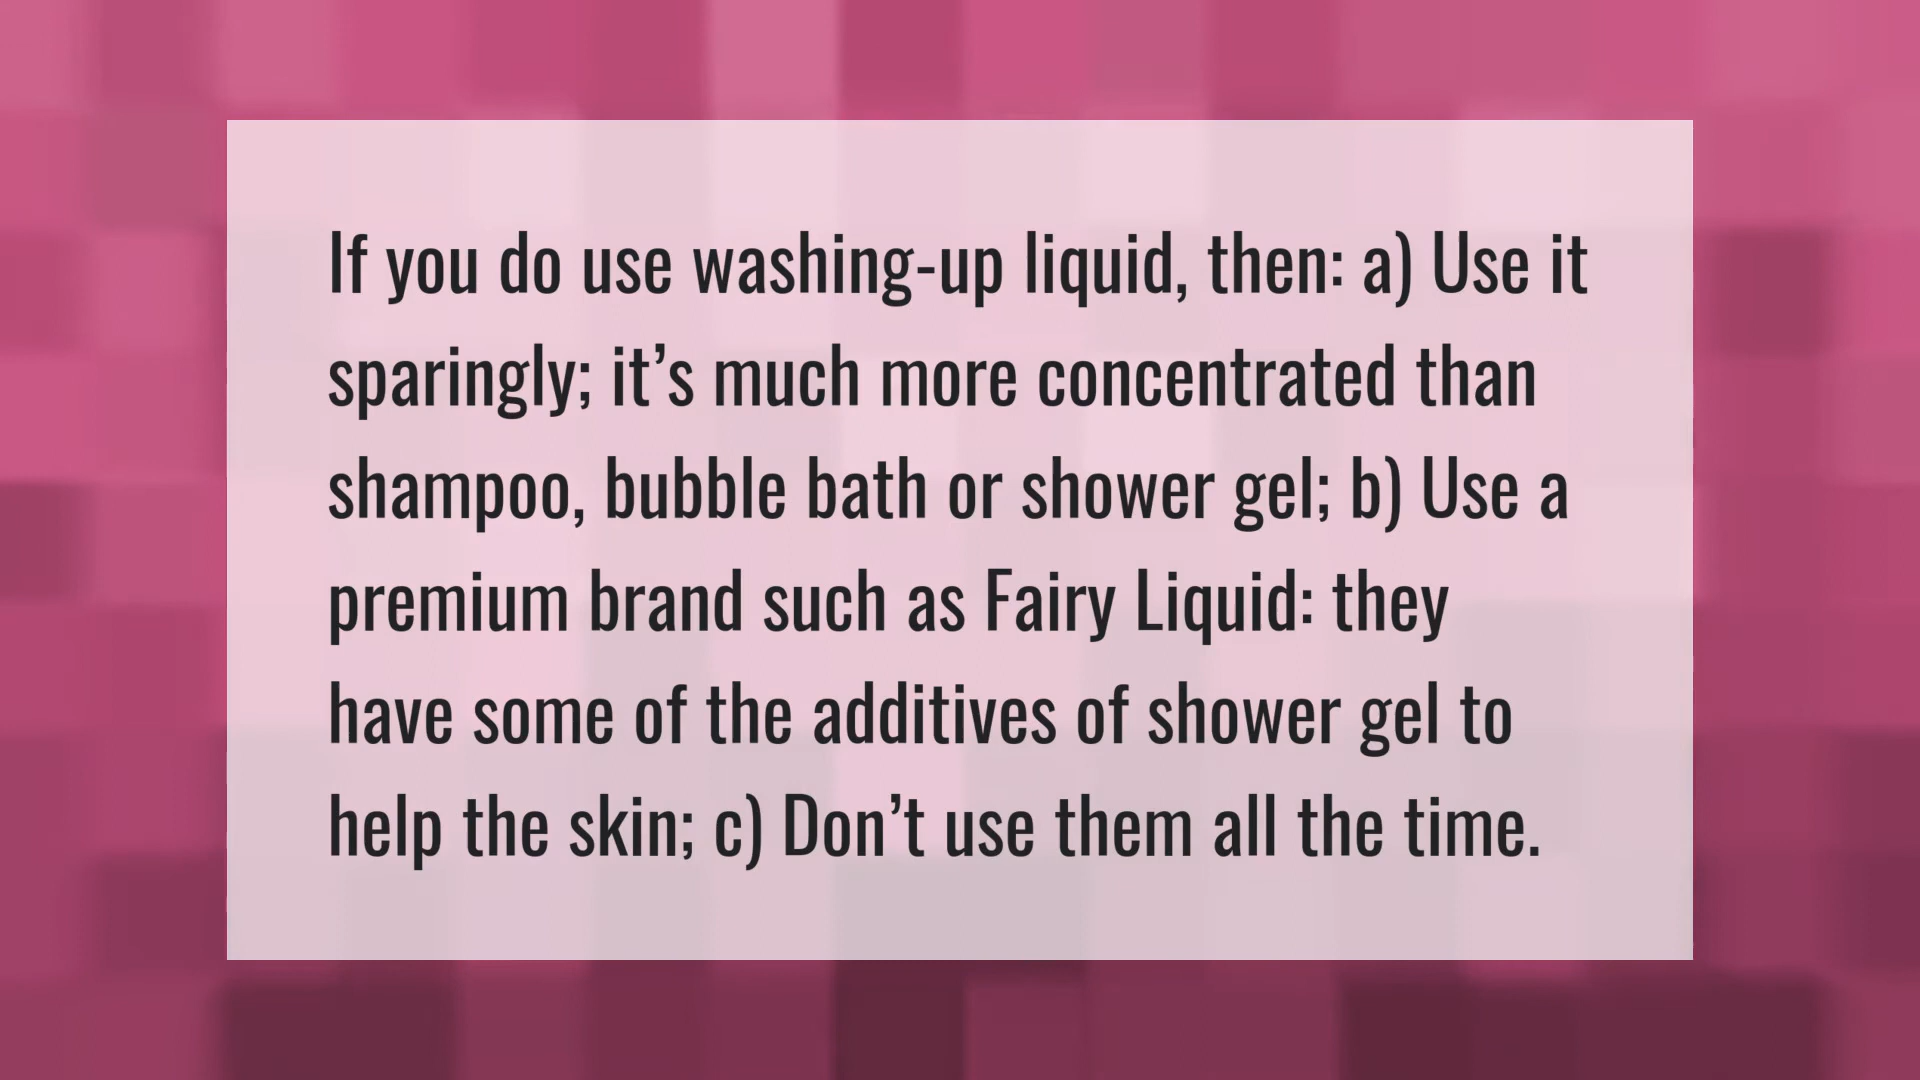 If you do use washing-up liquid, then: a) Use it
sparingly; it’s much more concentrated than
shampoo, bubble bath or shower gel; b) Use a
premium brand such as Fairy Liquid: they
have some of the additives of shower gel to
help the skin; c) Don’t use them all the time.